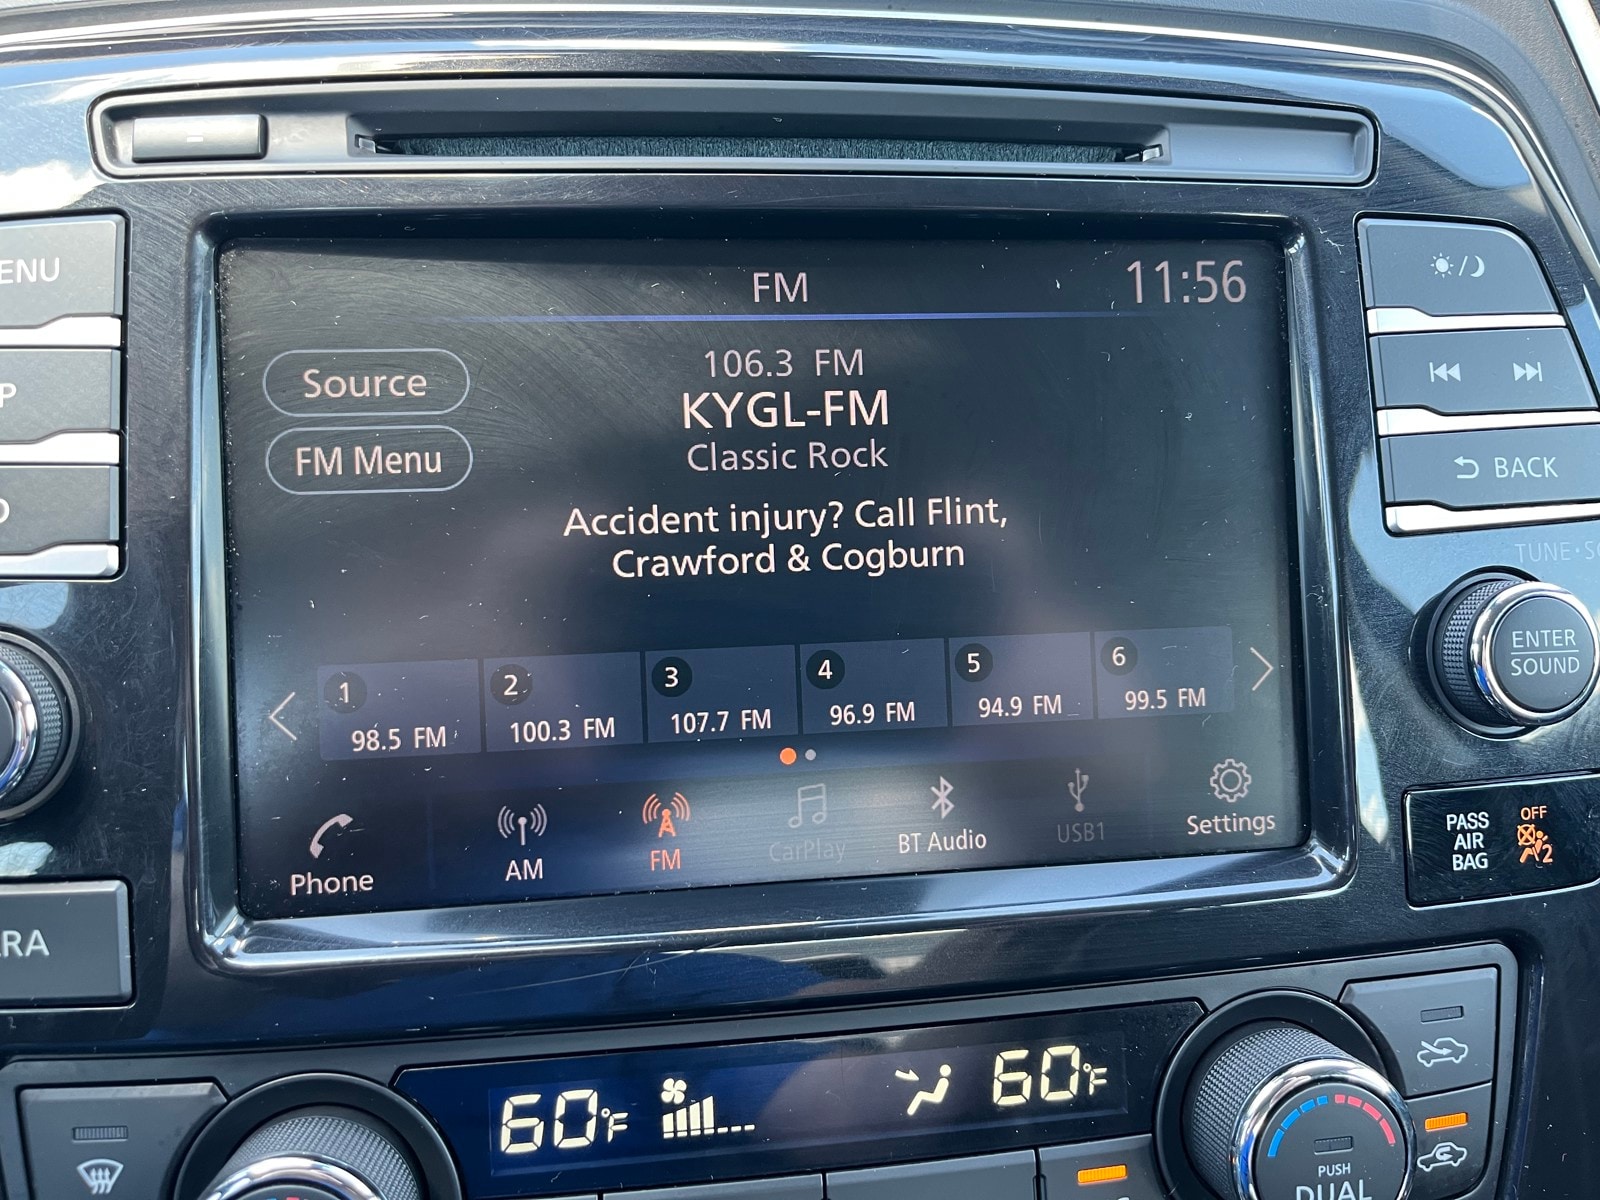 FM
11:56
Source
106.3 FM
KYGL-FM
Classic Rock
FM Menu
BACK
Accident injury? Call Flint,
Crawford & Cogburn
ENTER
SOUND
1
98.5 FM
2
100.3 FM
3
107.7 FM
4
96.9 FM
5
94.9 FM
6
99.5 FM
Phone
AM
FM
CarPlay
BT Audio
USB1
Settings
PASS
AIR
BAG
OFF
2
60°F
60°F
PUSH
DUAL
ENU
P
RA
TUNE·SC